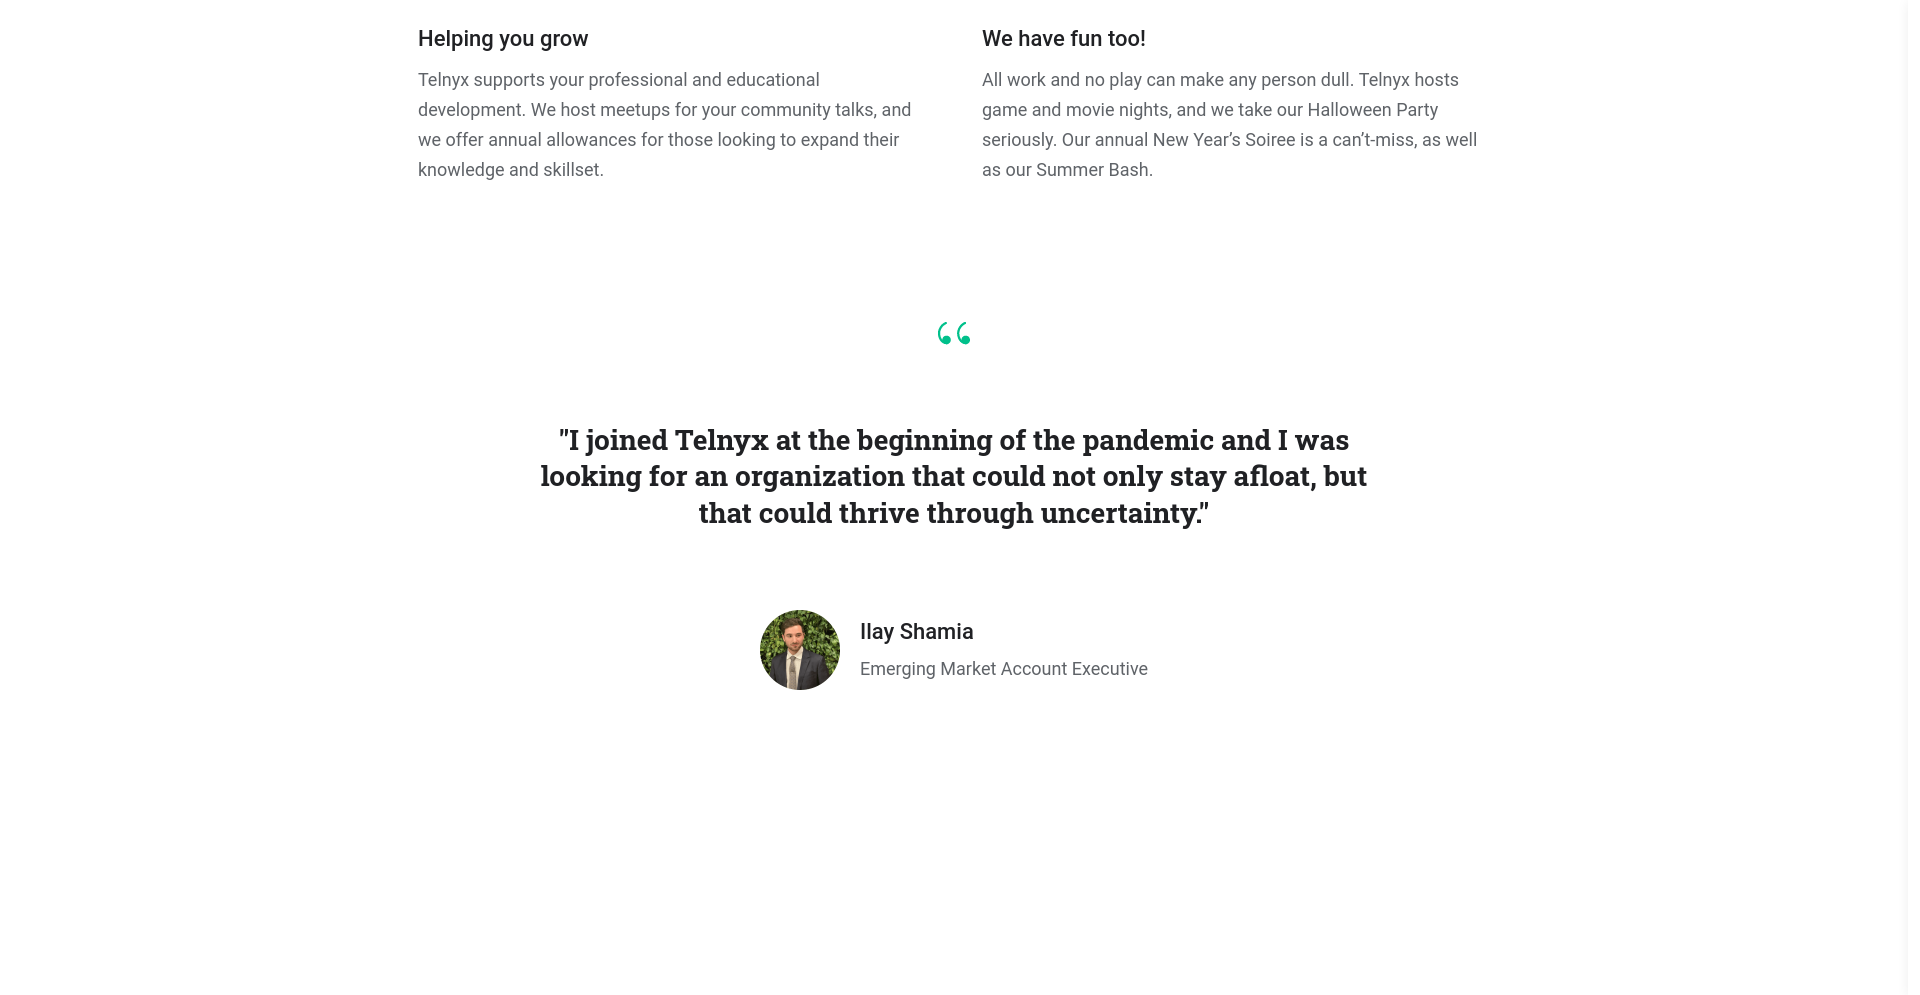 Helping you grow
Telnyx supports your professional and educational
development. We host meetups for your community talks, and
we offer annual allowances for those looking to expand their
knowledge and skillset.
We have fun too!
All work and no play can make any person dull. Telnyx hosts
game and movie nights, and we take our Halloween Party
seriously. Our annual New Year’s Soiree is a can’t-miss, as well
as our Summer Bash.
“
"I joined Telnyx at the beginning of the pandemic and I was
looking for an organization that could not only stay afloat, but
that could thrive through uncertainty."
Ilay Shamia
Emerging Market Account Executive